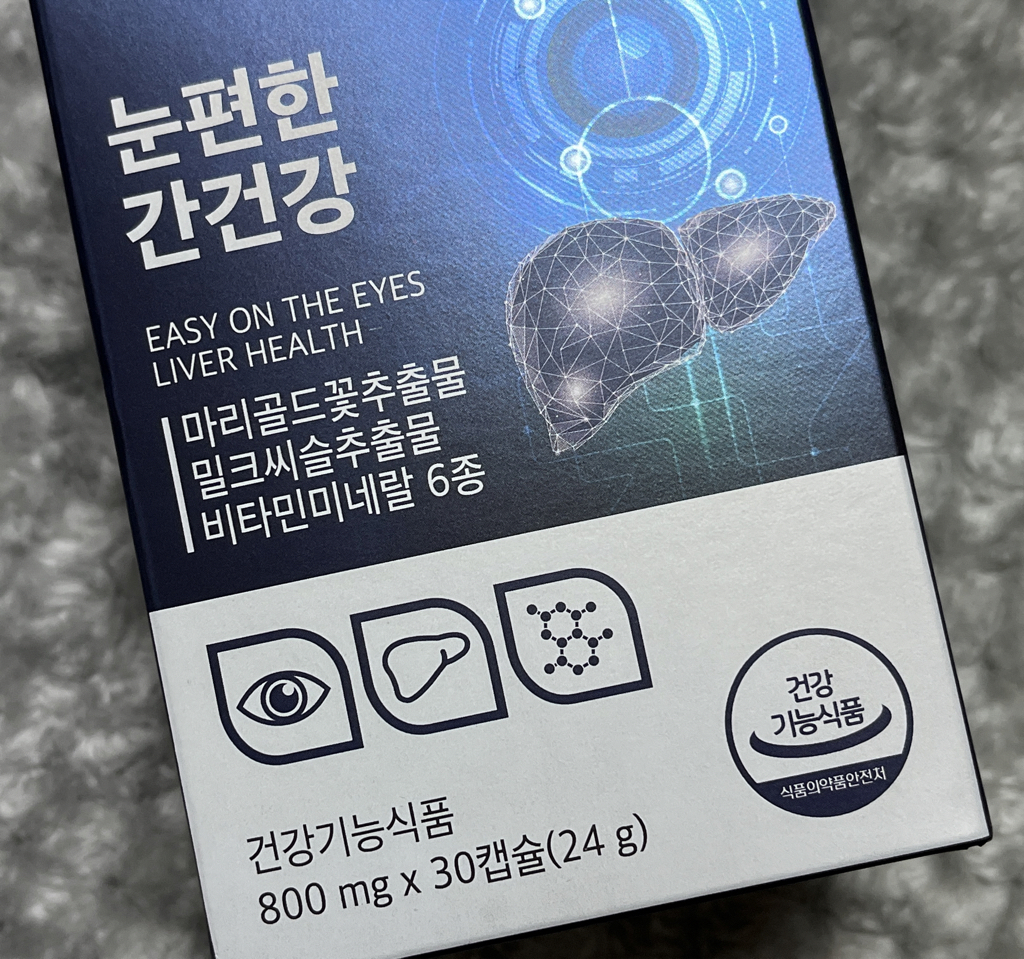 눈편한
간건강
EASY ON THE EYES
LIVER HEALTH
마리골드꽃추출물
밀크씨슬추출물
비타민미네랄 6종
건강
기능식품
식품의약품안전처
건강기능식품
800 mg x 30캡슐(24 g)